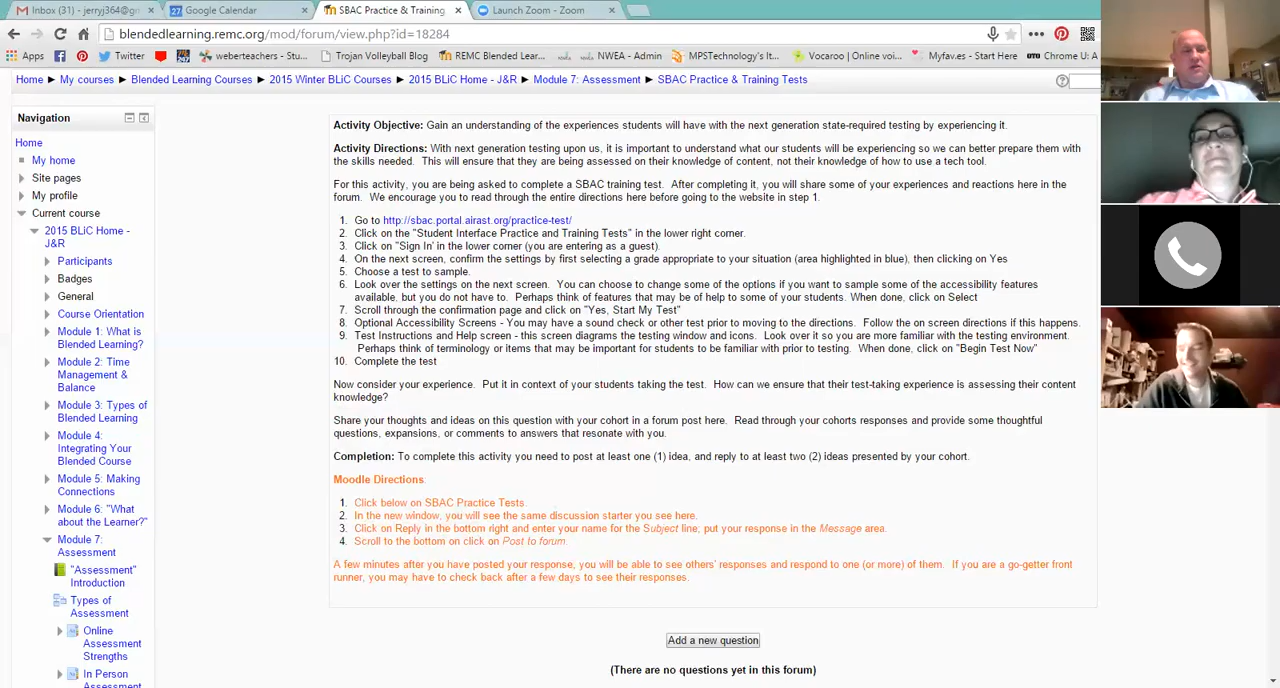 Inbox (31) - jerryj364@gn
Google Calendar
SBAC Practice & Training
Launch Zoom - Zoom
blendedlearning.remc.org/mod/forum/view.php?id=18284
Apps
Twitter
weberteachers - Stu...
Trojan Volleyball Blog
REMC Blended Lear...
NWEA - Admin
MPSTechnology's It...
Vocaroo | Online voi...
Myfav.es - Start Here
Chrome U: A
Home ► My courses ► Blended Learning Courses ► 2015 Winter BLiC Courses ► 2015 BLiC Home - J&R ► Module 7: Assessment ► SBAC Practice & Training Tests
Navigation
Home
My home
Site pages
My profile
Current course
2015 BLiC Home -
J&R
Participants
Badges
General
Course Orientation
Module 1: What is
Blended Learning?
Module 2: Time
Management &
Balance
Module 3: Types of
Blended Learning
Module 4:
Integrating Your
Blended Course
Module 5: Making
Connections
Module 6: "What
about the Learner?"
Module 7:
Assessment
"Assessment"
Introduction
Types of
Assessment
Online
Assessment
Strengths
In Person
Assessment
Activity Objective: Gain an understanding of the experiences students will have with the next generation state-required testing by experiencing it.
Activity Directions: With next generation testing upon us, it is important to understand what our students will be experiencing so we can better prepare them with
the skills needed. This will ensure that they are being assessed on their knowledge of content, not their knowledge of how to use a tech tool.
For this activity, you are being asked to complete a SBAC training test. After completing it, you will share some of your experiences and reactions here in the
forum. We encourage you to read through the entire directions here before going to the website in step 1.
1. Go to http://sbac.portal.airast.org/practice-test/
2. Click on the "Student Interface Practice and Training Tests" in the lower right corner.
3. Click on "Sign In' in the lower corner (you are entering as a guest).
4. On the next screen, confirm the settings by first selecting a grade appropriate to your situation (area highlighted in blue), then clicking on Yes
5. Choose a test to sample.
6. Look over the settings on the next screen. You can choose to change some of the options if you want to sample some of the accessibility features
available, but you do not have to. Perhaps think of features that may be of help to some of your students. When done, click on Select
7. Scroll through the confirmation page and click on "Yes, Start My Test"
8. Optional Accessibility Screens - You may have a sound check or other test prior to moving to the directions. Follow the on screen directions if this happens.
9. Test Instructions and Help screen - this screen diagrams the testing window and icons. Look over it so you are more familiar with the testing environment.
Perhaps think of terminology or items that may be important for students to be familiar with prior to testing. When done, click on "Begin Test Now"
10. Complete the test
Now consider your experience. Put it in context of your students taking the test. How can we ensure that their test-taking experience is assessing their content
knowledge?
Share your thoughts and ideas on this question with your cohort in a forum post here. Read through your cohorts responses and provide some thoughtful
questions, expansions, or comments to answers that resonate with you.
Completion: To complete this activity you need to post at least one (1) idea, and reply to at least two (2) ideas presented by your cohort.
Moodle Directions
1. Click below on SBAC Practice Tests.
2. In the new window, you will see the same discussion starter you see here.
3. Click on Reply in the bottom right and enter your name for the Subject line; put your response in the Message area.
4. Scroll to the bottom on click on Post to forum.
A few minutes after you have posted your response, you will be able to see others' responses and respond to one (or more) of them. If you are a go-getter front
runner, you may have to check back after a few days to see their responses.
Add a new question
(There are no questions yet in this forum)